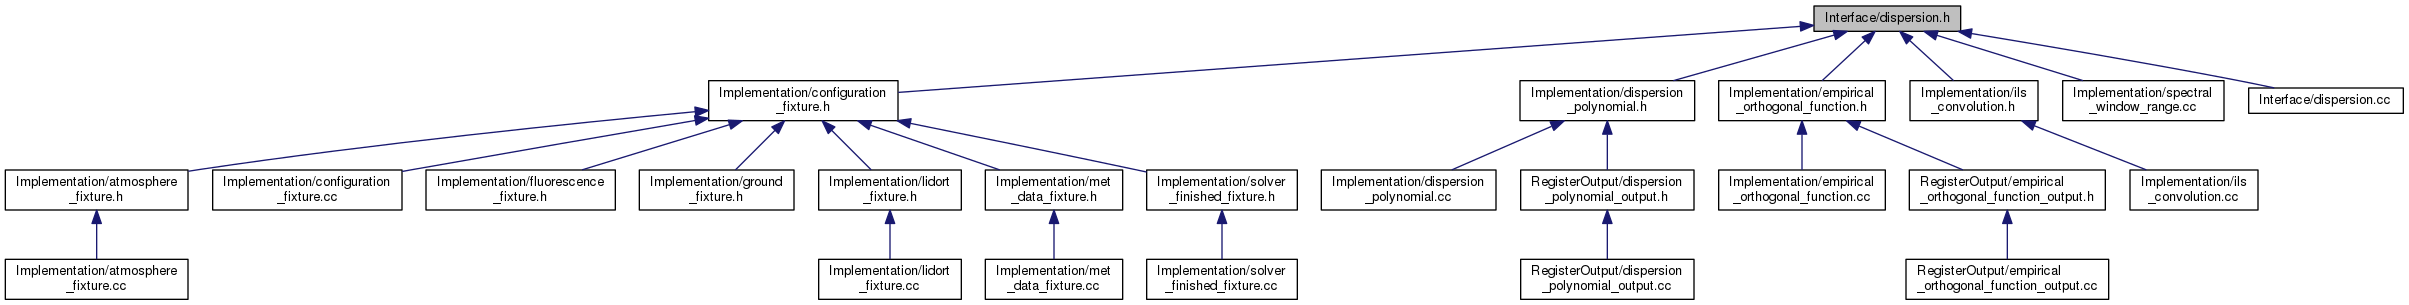 Interface/dispersion.h
Implementation/configuration
_fixture.h
Implementation/dispersion
_polynomial.h
Implementation/empirical
_orthogonal_function.h
Implementation/ils
_convolution.h
Implementation/spectral
_window_range.cc
Interface/dispersion.cc
Implementation/atmosphere
_fixture.h
Implementation/configuration
_fixture.cc
Implementation/fluorescence
_fixture.h
Implementation/ground
_fixture.h
Implementation/lidort
_fixture.h
Implementation/met
_data_fixture.h
Implementation/solver
_finished_fixture.h
Implementation/dispersion
_polynomial.cc
RegisterOutput/dispersion
_polynomial_output.h
Implementation/empirical
_orthogonal_function.cc
RegisterOutput/empirical
_orthogonal_function_output.h
Implementation/ils
_convolution.cc
Implementation/atmosphere
_fixture.cc
Implementation/lidort
_fixture.cc
Implementation/met
_data_fixture.cc
Implementation/solver
_finished_fixture.cc
RegisterOutput/dispersion
_polynomial_output.cc
RegisterOutput/empirical
_orthogonal_function_output.cc